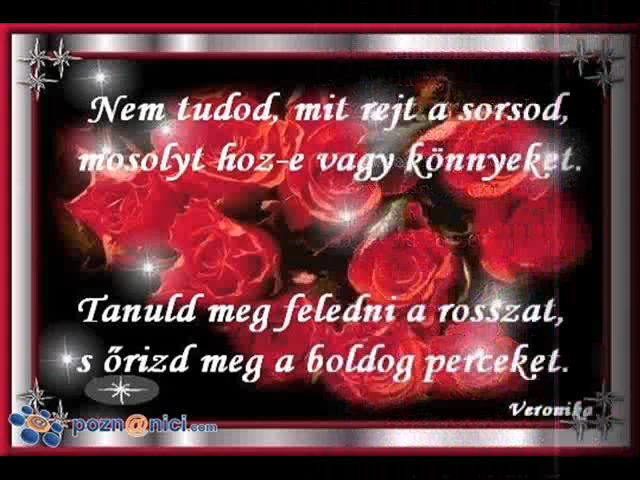 Nem tudod, mit rejt a sorsod,
mosolyt hoz-e vagy könnyeket.
Tanuld meg feledni a rosszat,
s őrizd meg a boldog perceket.
Veronika
pozn@nici.com